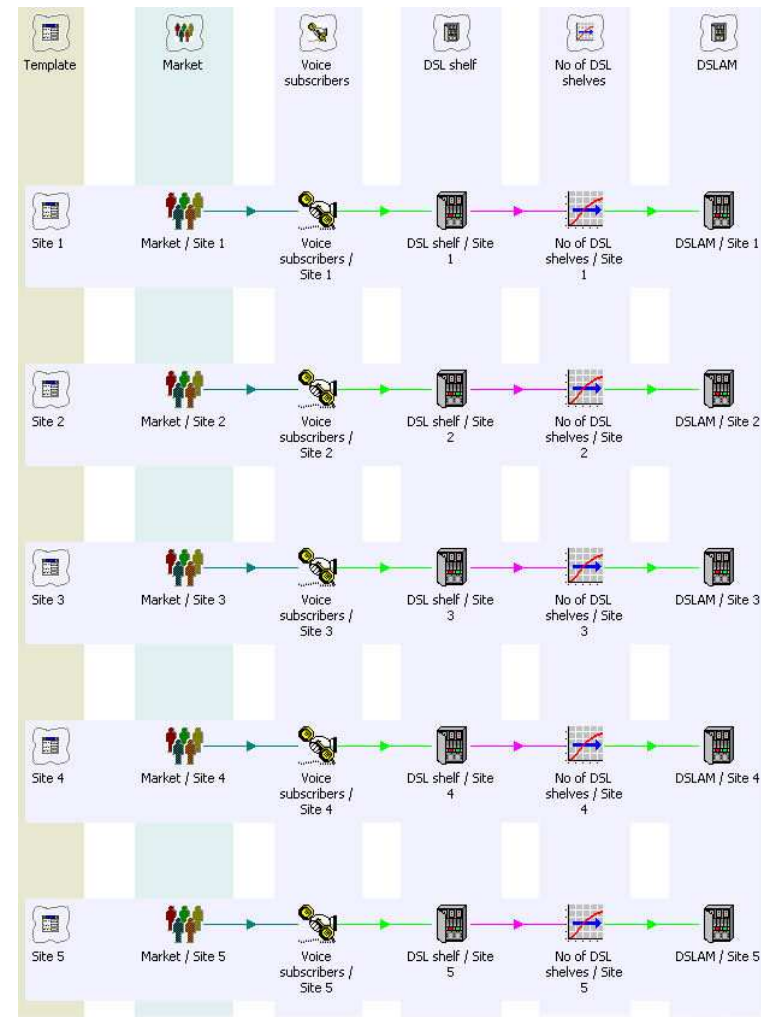 Template
Market
Voice
subscribers
DSL shelf
No of DSL
shelves
DSLAM
Site 1
Market / Site 1
Voice
subscribers /
Site 1
DSL shelf / Site
1
No of DSL
shelves / Site
1
DSLAM / Site 1
Site 2
Market / Site 2
Voice
subscribers /
Site 2
DSL shelf / Site
2
No of DSL
shelves / Site
2
DSLAM / Site 2
Site 3
Market / Site 3
Voice
subscribers /
Site 3
DSL shelf / Site
3
No of DSL
shelves / Site
3
DSLAM / Site 3
Site 4
Market / Site 4
Voice
subscribers /
Site 4
DSL shelf / Site
4
No of DSL
shelves / Site
4
DSLAM / Site 4
Site 5
Market / Site 5
Voice
subscribers /
Site 5
DSL shelf / Site
5
No of DSL
shelves / Site
5
DSLAM / Site 5